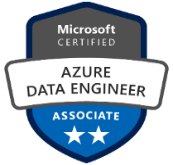 Microsoft
CERTIFIED
AZURE
DATA ENGINEER
ASSOCIATE